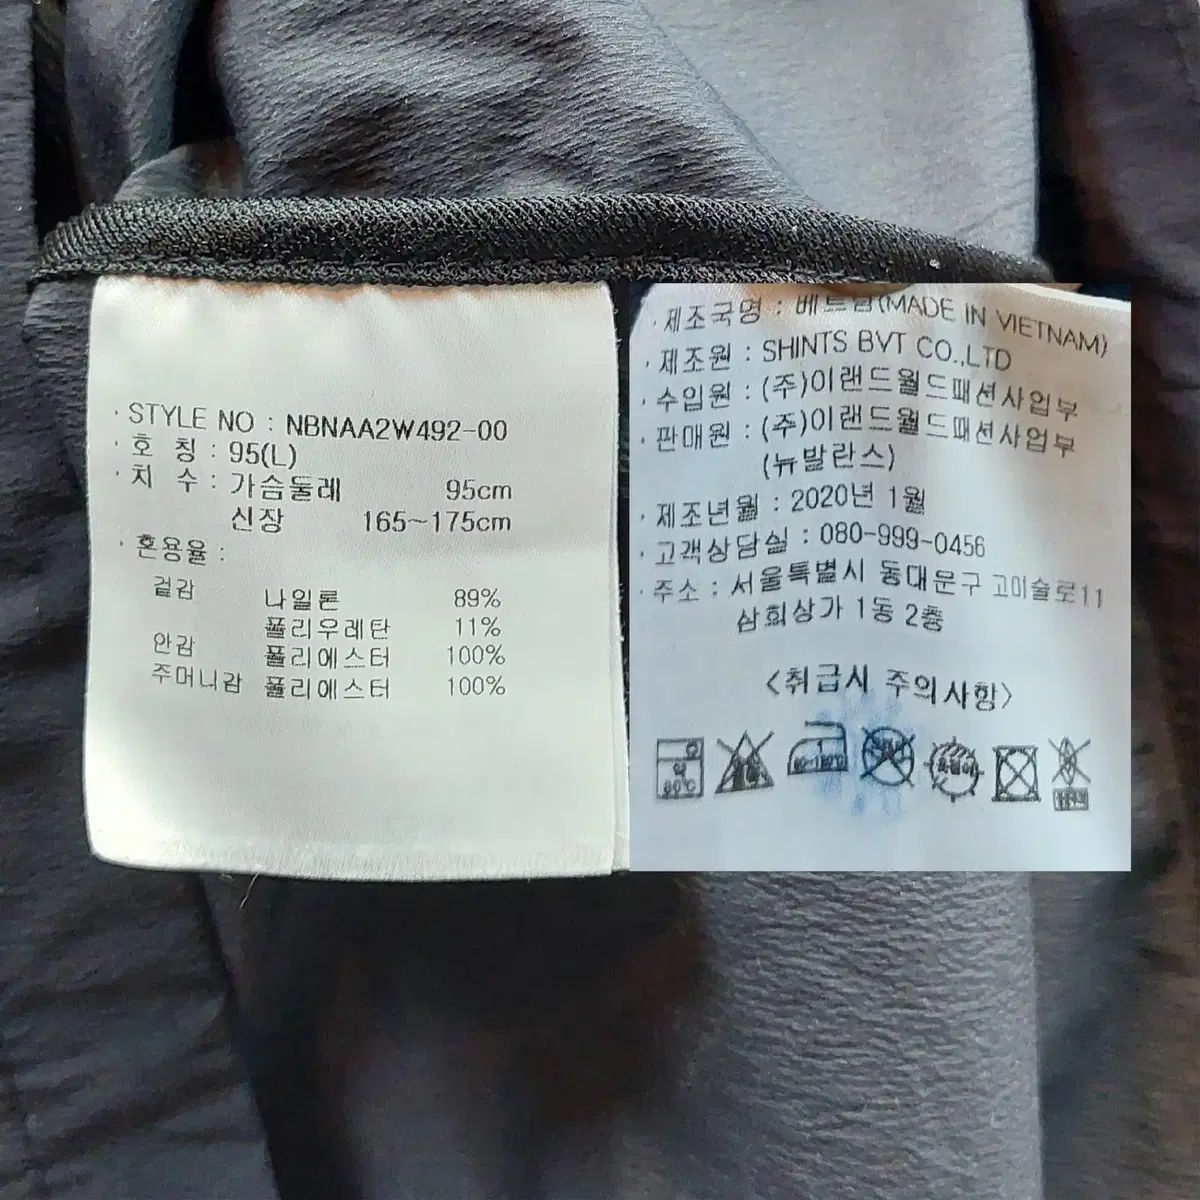 · STYLE NO : NBNAA2W492-00
· 호 칭 : 95(L)
· 치 수 : 가슴둘레 95cm
신장 165~175cm
· 혼용율 :
겉감 나일론 89%
폴리우레탄 11%
안감 폴리에스터 100%
주머니감 폴리에스터 100%
· 제조국명 : 베트남(MADE IN VIETNAM)
· 제조원 : SHINTS BVT CO.,LTD
· 수입원 : (주)이랜드월드패션사업부
· 판매원 : (주)이랜드월드패션사업부
(뉴발란스)
· 제조년월 : 2020년 1월
· 고객상담실 : 080-999-0456
· 주소 : 서울특별시 동대문구 고미술로11
삼희상가 1동 2층
<취급시 주의사항>